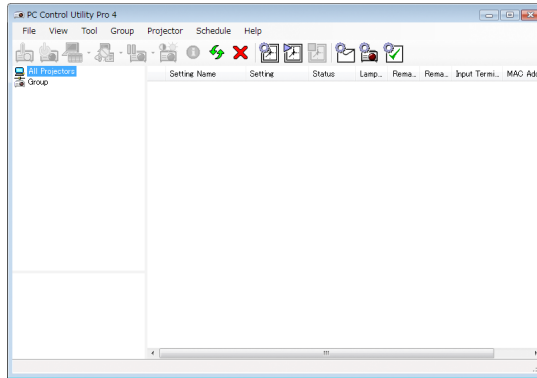 PC Control Utility Pro 4
File View Tool Group Projector Schedule Help
Setting Name Setting Status Lamp... Rema... Rema... Input Termi... MAC Add
All Projectors
Group